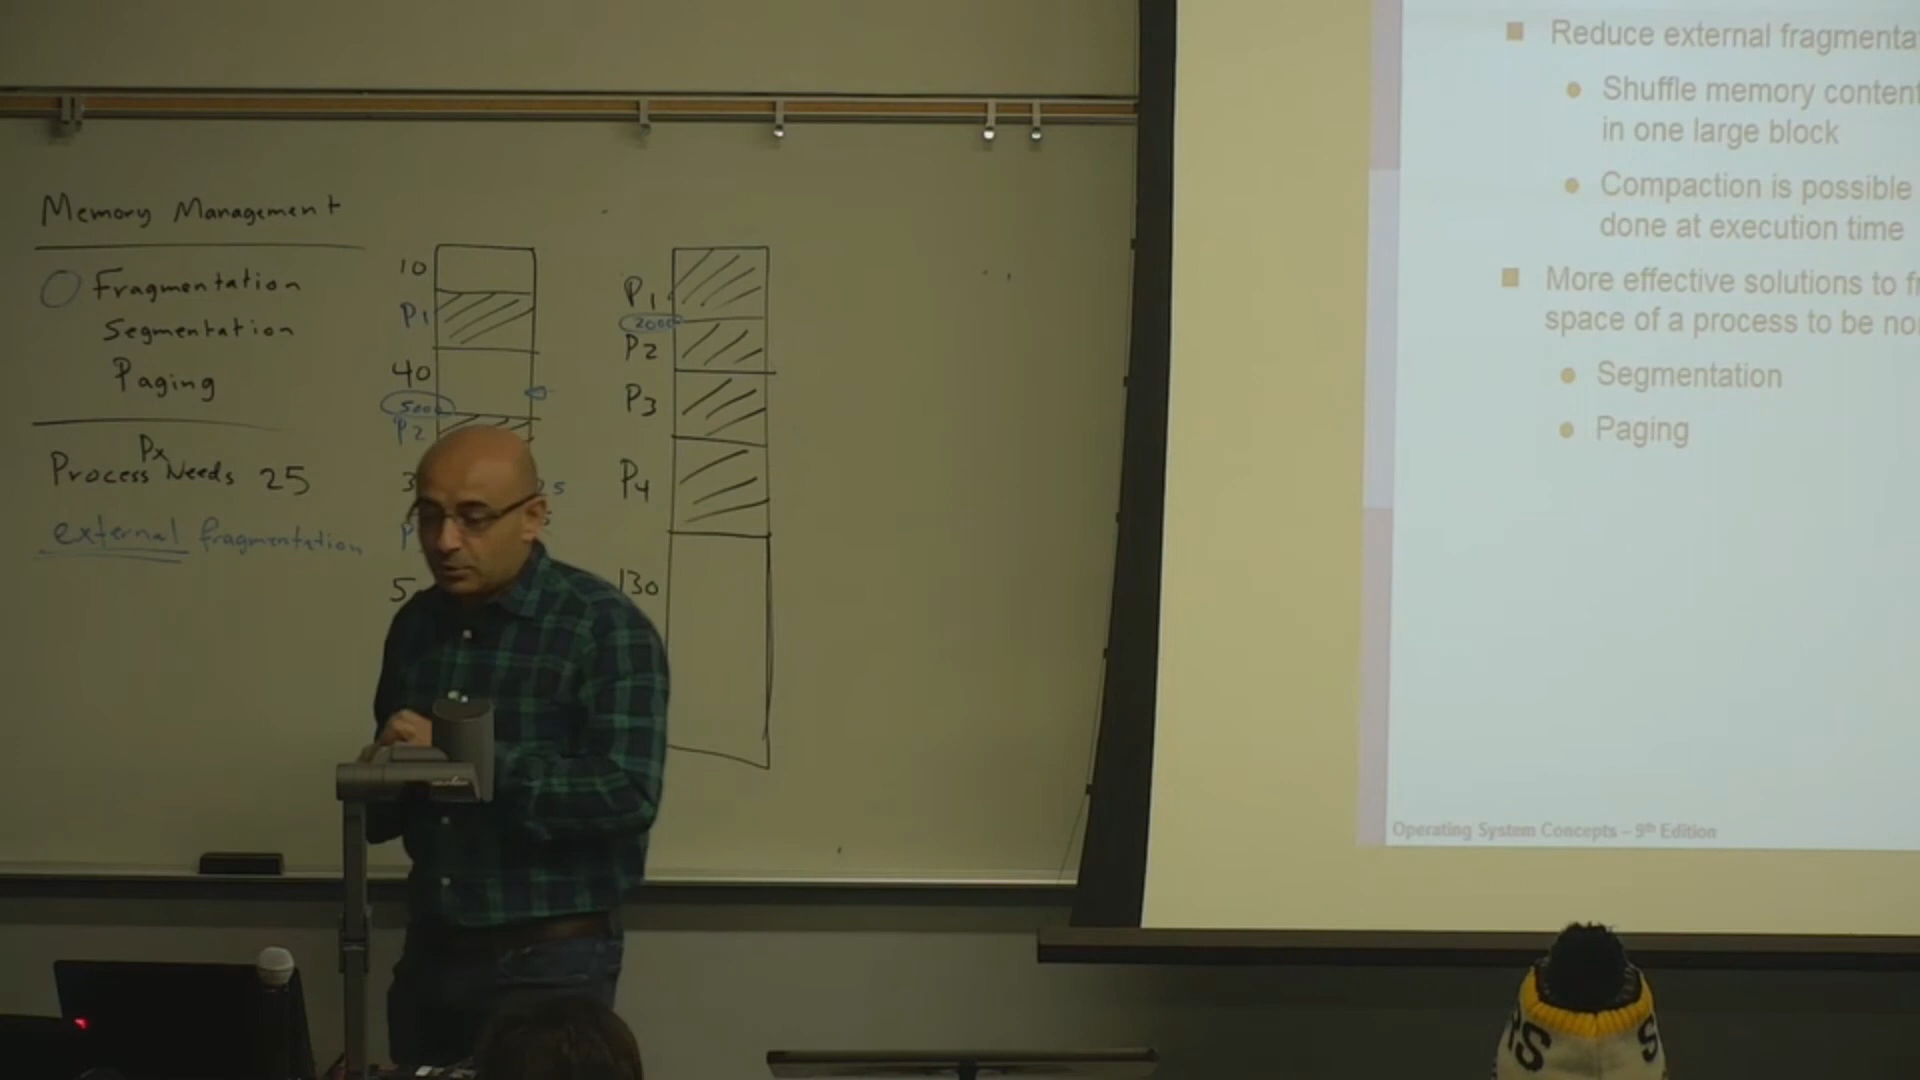 Memory Management
Fragmentation
Segmentation
Paging
Px
Process Needs 25
external fragmentation
10
P1
40
5000
P2
3
P
5
P1
2000
P2
P3
P4
130
Reduce external fragmenta
Shuffle memory content
in one large block
Compaction is possible
done at execution time
More effective solutions to f
space of a process to be no
Segmentation
Paging
Operating System Concepts – 9th Edition